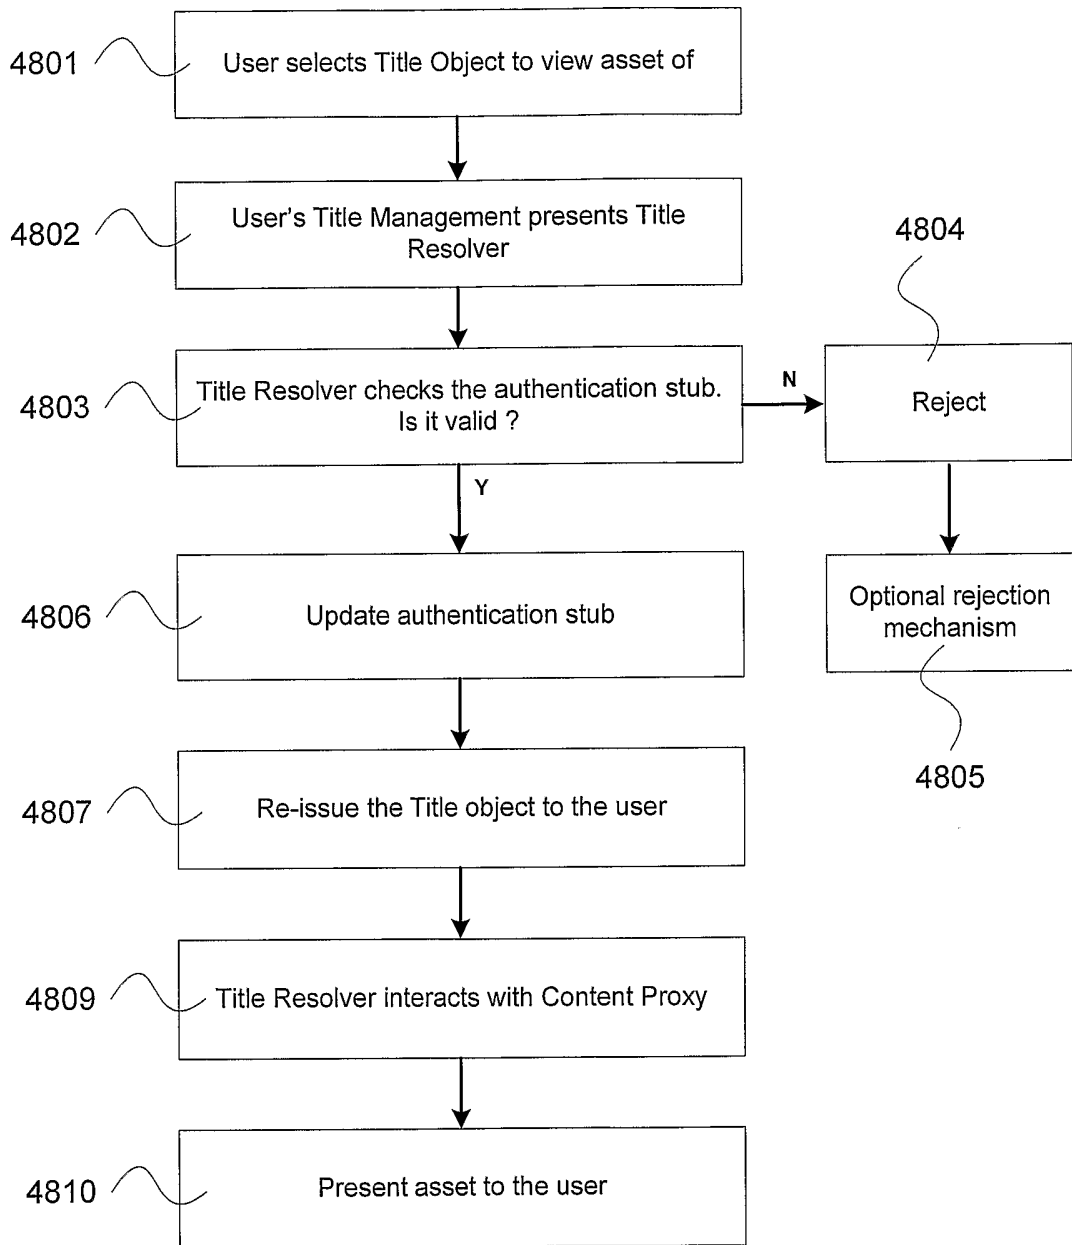 4801
User selects Title Object to view asset of
4802
User's Title Management presents Title
Resolver
4804
4803
Title Resolver checks the authentication stub.
Is it valid ?
N
Reject
Y
4806
Update authentication stub
Optional rejection
mechanism
4805
4807
Re-issue the Title object to the user
4809
Title Resolver interacts with Content Proxy
4810
Present asset to the user